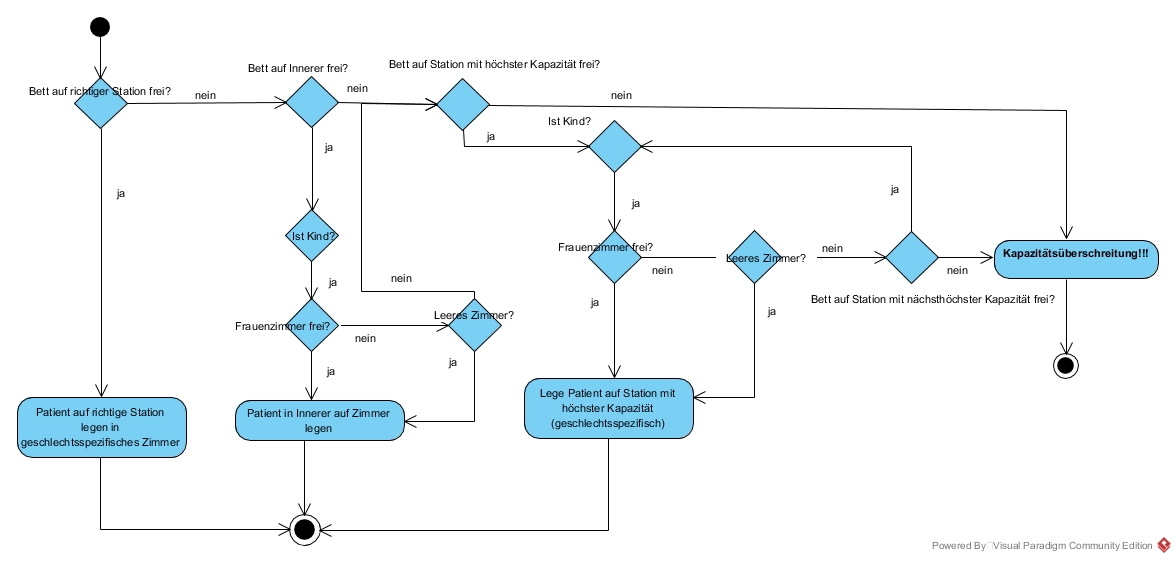 Bett auf richtiger Station frei?
nein
Bett auf Innerer frei?
nein
Bett auf Station mit höchster Kapazität frei?
nein
ja
Ist Kind?
ja
ja
ja
ja
Ist Kind?
ja
Frauenzimmer frei?
nein
Leeres Zimmer?
nein
Kapazitätsüberschreitung!!!
nein
Bett auf Station mit nächsthöchster Kapazität frei?
ja
nein
ja
ja
Frauenzimmer frei?
nein
Leeres Zimmer?
ja
ja
Patient auf richtige Station
legen in
geschlechtsspezifisches Zimmer
Patient in Innerer auf Zimmer
legen
Lege Patient auf Station mit
höchster Kapazität
(geschlechtsspezifisch)
Powered By Visual Paradigm Community Edition